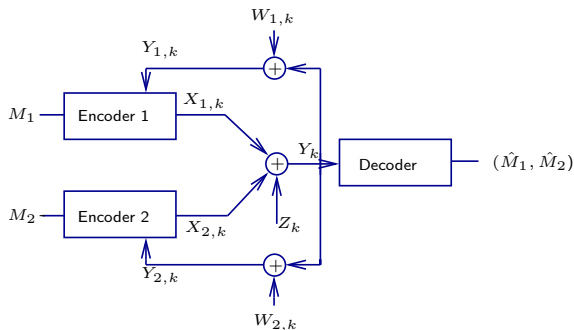 W_{1,k}
Y_{1,k}
+
M_1
Encoder 1
X_{1,k}
+
Y_k
Decoder
(\hat{M}_1, \hat{M}_2)
M_2
Encoder 2
X_{2,k}
Z_k
Y_{2,k}
+
W_{2,k}